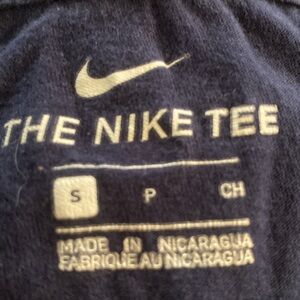 THE NIKE TEE
S P CH
MADE IN NICARAGUA
FABRIQUE AU NICARAGUA